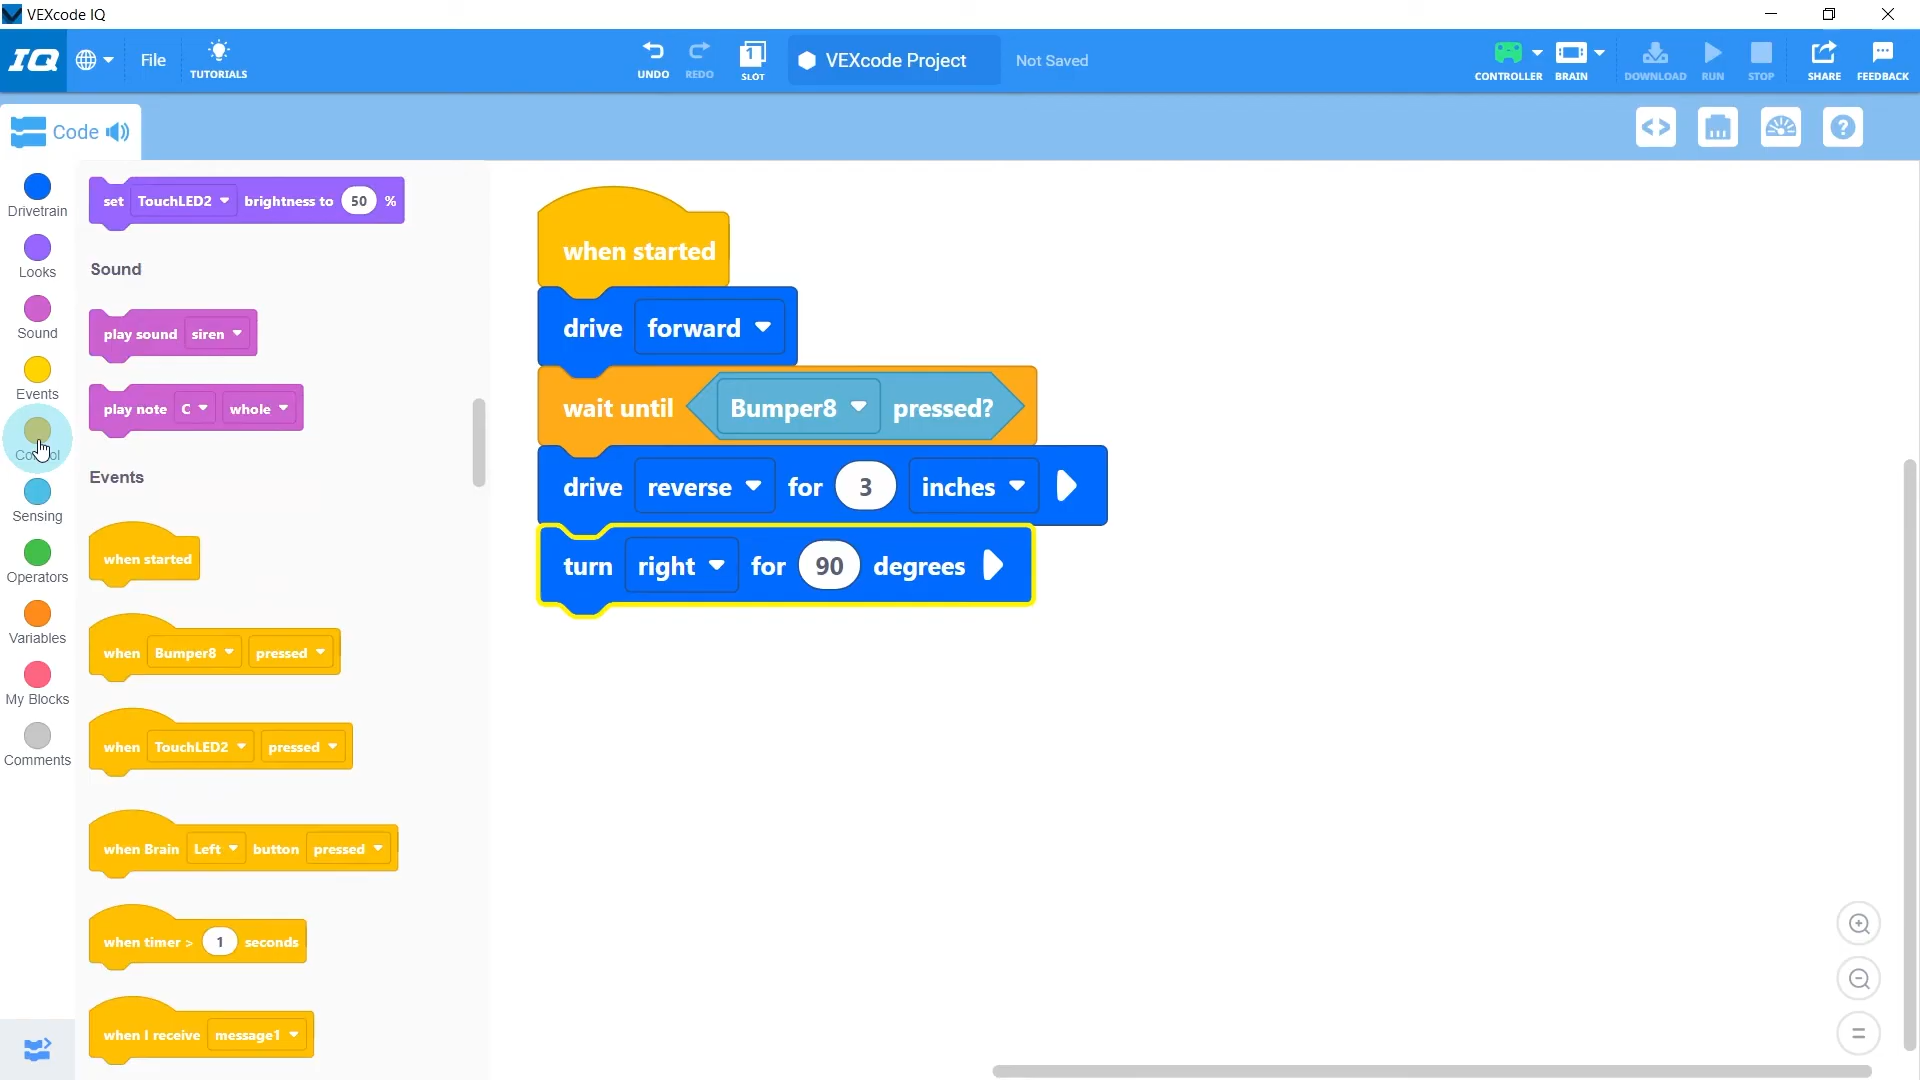 VEXcode IQ
IQ
File
TUTORIALS
UNDO
REDO
1
SLOT
VEXcode Project
Not Saved
CONTROLLER
BRAIN
DOWNLOAD
RUN
STOP
SHARE
FEEDBACK
Code
Drivetrain
Looks
Sound
Events
Control
Sensing
Operators
Variables
My Blocks
Comments
set TouchLED2 brightness to 50 %
Sound
play sound siren
play note C whole
Events
when started
when Bumper8 pressed
when TouchLED2 pressed
when Brain Left button pressed
when timer > 1 seconds
when I receive message1
when started
drive forward
wait until Bumper8 pressed?
drive reverse for 3 inches
turn right for 90 degrees